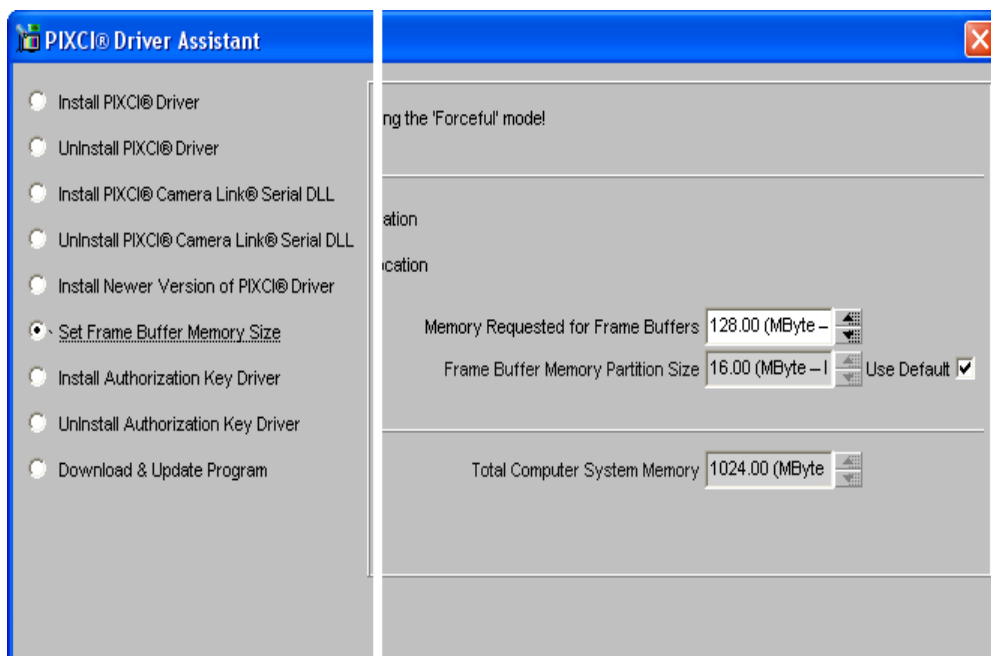 PIXCI® Driver Assistant
Install PIXCI® Driver
UnInstall PIXCI® Driver
Install PIXCI® Camera Link® Serial DLL
UnInstall PIXCI® Camera Link® Serial DLL
Install Newer Version of PIXCI® Driver
Set Frame Buffer Memory Size
Install Authorization Key Driver
UnInstall Authorization Key Driver
Download & Update Program
ng the 'Forceful' mode!
ation
ocation
Memory Requested for Frame Buffers 128.00 (MByte –
Frame Buffer Memory Partition Size 16.00 (MByte – Use Default
Total Computer System Memory 1024.00 (MByte